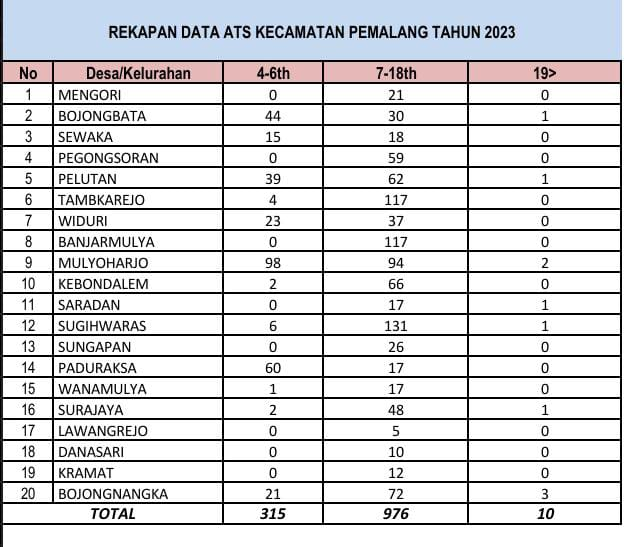 REKAPAN DATA ATS KECAMATAN PEMALANG TAHUN 2023
No Desa/Kelurahan 4-6th 7-18th 19>
1 MENGORI 0 21 0
2 BOJONGBATA 44 30 1
3 SEWAKA 15 18 0
4 PEGONGSORAN 0 59 0
5 PELUTAN 39 62 1
6 TAMBKAREJO 4 117 0
7 WIDURI 23 37 0
8 BANJARMULYA 0 117 0
9 MULYOHARJO 98 94 2
10 KEBONDALEM 2 66 0
11 SARADAN 0 17 1
12 SUGIHWARAS 6 131 1
13 SUNGAPAN 0 26 0
14 PADURAKSA 60 17 0
15 WANAMULYA 1 17 0
16 SURAJAYA 2 48 1
17 LAWANGREJO 0 5 0
18 DANASARI 0 10 0
19 KRAMAT 0 12 0
20 BOJONGNANGKA 21 72 3
TOTAL 315 976 10